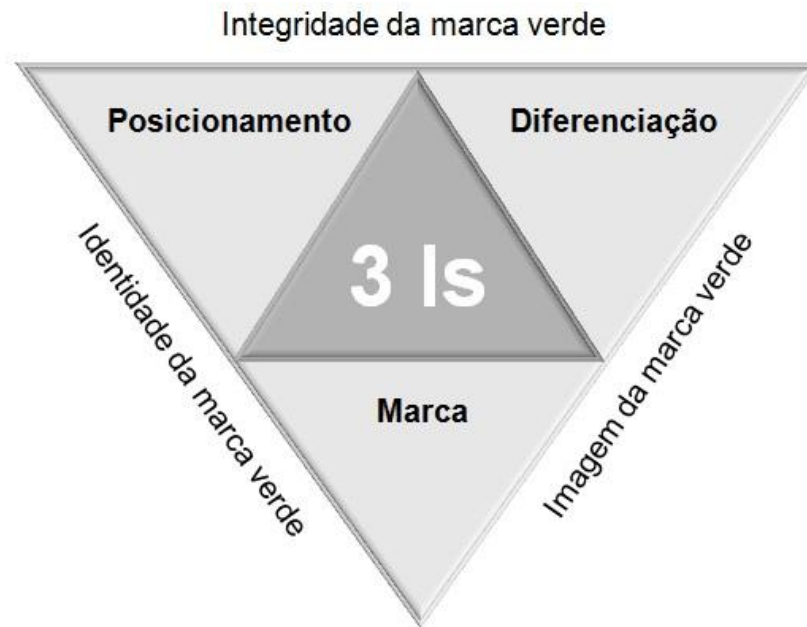 Integridade da marca verde
Posicionamento
Diferenciação
3 Is
Identidade da marca verde
Imagem da marca verde
Marca